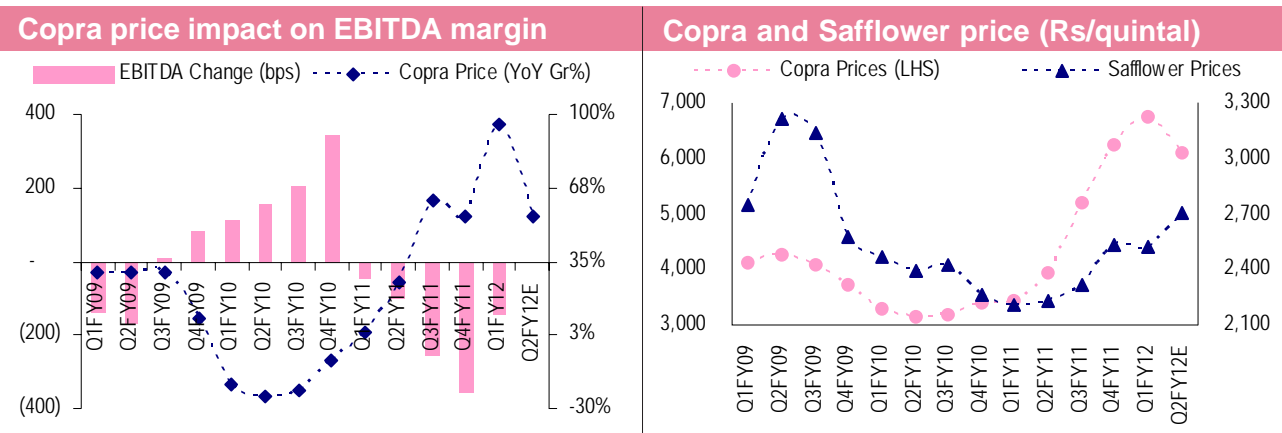 Copra price impact on EBITDA margin
EBITDA Change (bps)
Copra Price (YoY Gr%)
400
200
-
(200)
(400)
100%
68%
35%
3%
-30%
Q1FY09
Q2FY09
Q3FY09
Q4FY09
Q1FY10
Q2FY10
Q3FY10
Q4FY10
Q1FY11
Q2FY11
Q3FY11
Q4FY11
Q1FY12
Q2FY12E
Copra and Safflower price (Rs/quintal)
Copra Prices (LHS)
Safflower Prices
7,000
6,000
5,000
4,000
3,000
3,300
3,000
2,700
2,400
2,100
Q1FY09
Q2FY09
Q3FY09
Q4FY09
Q1FY10
Q2FY10
Q3FY10
Q4FY10
Q1FY11
Q2FY11
Q3FY11
Q4FY11
Q1FY12
Q2FY12E